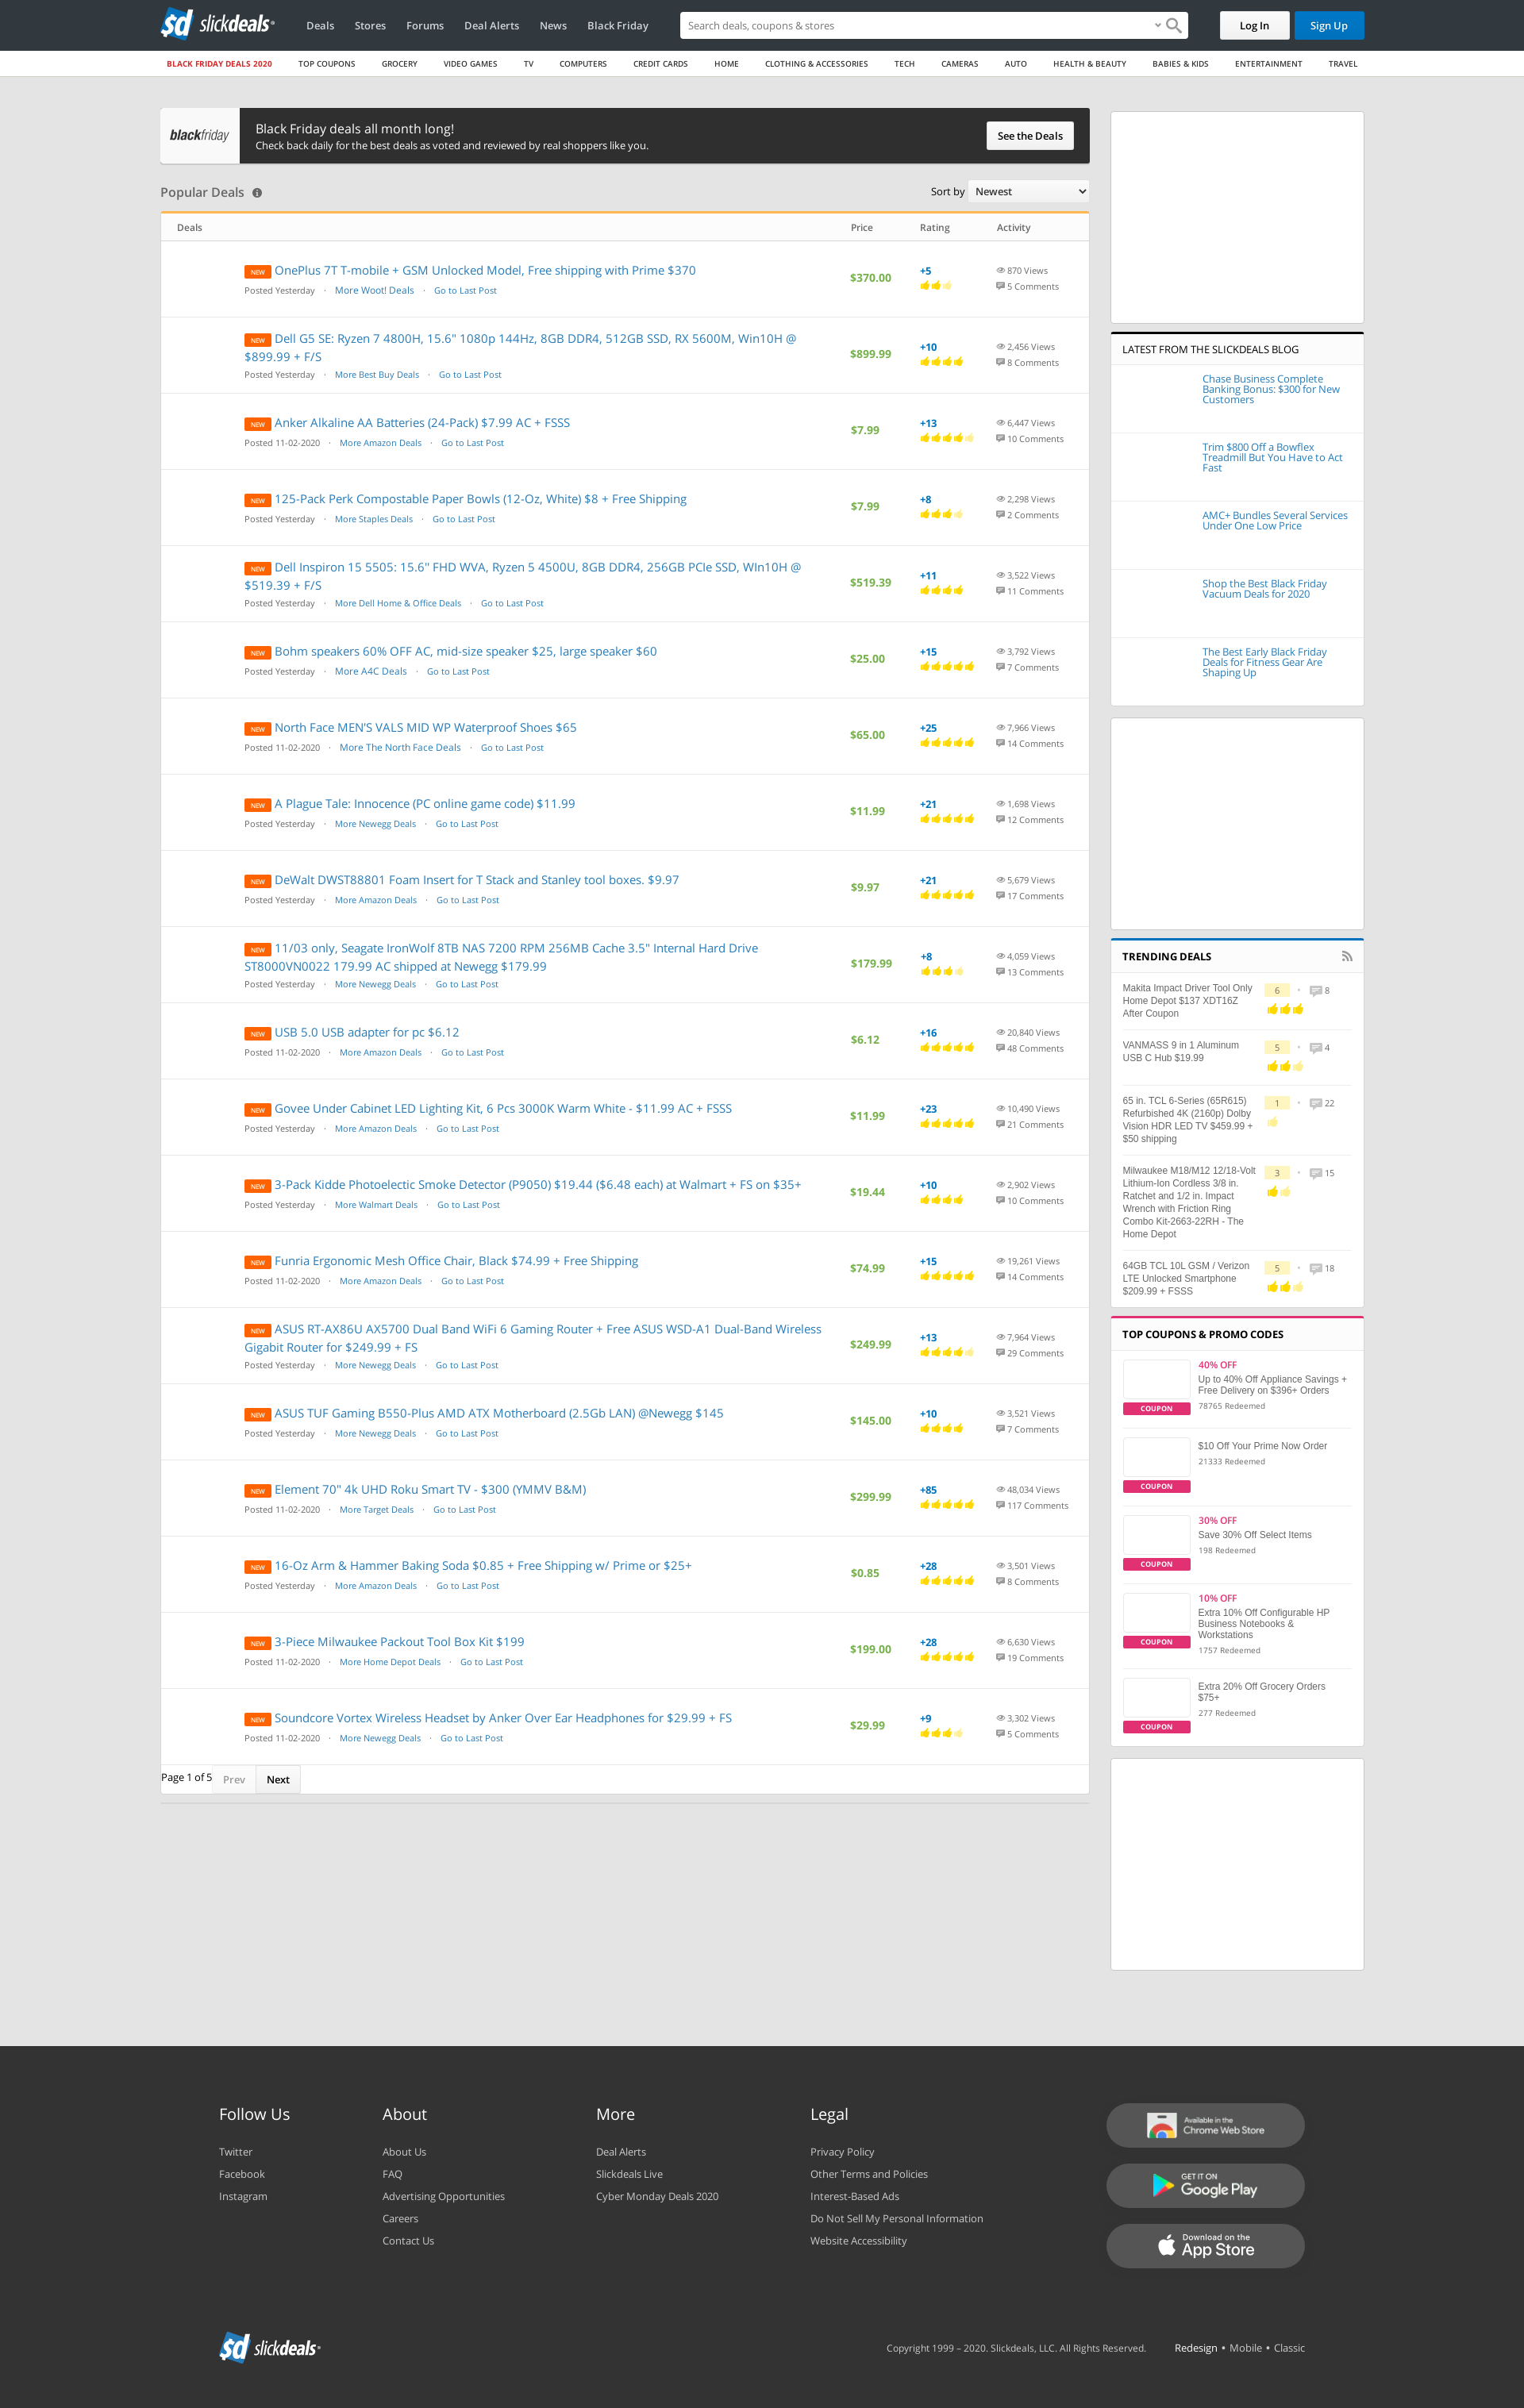 sd slickdeals
Deals
Stores
Forums
Deal Alerts
News
Black Friday
Search deals, coupons & stores
Log In
Sign Up
BLACK FRIDAY DEALS 2020
TOP COUPONS
GROCERY
VIDEO GAMES
TV
COMPUTERS
CREDIT CARDS
HOME
CLOTHING & ACCESSORIES
TECH
CAMERAS
AUTO
HEALTH & BEAUTY
BABIES & KIDS
ENTERTAINMENT
TRAVEL
blackfriday
Black Friday deals all month long!
Check back daily for the best deals as voted and reviewed by real shoppers like you.
See the Deals
Popular Deals
Sort by Newest
Deals Price Rating Activity
NEW OnePlus 7T T-mobile + GSM Unlocked Model, Free shipping with Prime $370
Posted Yesterday · More Woot! Deals · Go to Last Post
$370.00
+5
870 Views
5 Comments
NEW Dell G5 SE: Ryzen 7 4800H, 15.6'' 1080p 144Hz, 8GB DDR4, 512GB SSD, RX 5600M, Win10H @
$899.99 + F/S
Posted Yesterday · More Best Buy Deals · Go to Last Post
$899.99
+10
2,456 Views
8 Comments
NEW Anker Alkaline AA Batteries (24-Pack) $7.99 AC + FSSS
Posted 11-02-2020 · More Amazon Deals · Go to Last Post
$7.99
+13
6,447 Views
10 Comments
NEW 125-Pack Perk Compostable Paper Bowls (12-Oz, White) $8 + Free Shipping
Posted Yesterday · More Staples Deals · Go to Last Post
$7.99
+8
2,298 Views
2 Comments
NEW Dell Inspiron 15 5505: 15.6'' FHD WVA, Ryzen 5 4500U, 8GB DDR4, 256GB PCIe SSD, WIn10H @
$519.39 + F/S
Posted Yesterday · More Dell Home & Office Deals · Go to Last Post
$519.39
+11
3,522 Views
11 Comments
NEW Bohm speakers 60% OFF AC, mid-size speaker $25, large speaker $60
Posted Yesterday · More A4C Deals · Go to Last Post
$25.00
+15
3,792 Views
7 Comments
NEW North Face MEN'S VALS MID WP Waterproof Shoes $65
Posted 11-02-2020 · More The North Face Deals · Go to Last Post
$65.00
+25
7,966 Views
14 Comments
NEW A Plague Tale: Innocence (PC online game code) $11.99
Posted Yesterday · More Newegg Deals · Go to Last Post
$11.99
+21
1,698 Views
12 Comments
NEW DeWalt DWST88801 Foam Insert for T Stack and Stanley tool boxes. $9.97
Posted Yesterday · More Amazon Deals · Go to Last Post
$9.97
+21
5,679 Views
17 Comments
NEW 11/03 only, Seagate IronWolf 8TB NAS 7200 RPM 256MB Cache 3.5" Internal Hard Drive
ST8000VN0022 179.99 AC shipped at Newegg $179.99
Posted Yesterday · More Newegg Deals · Go to Last Post
$179.99
+8
4,059 Views
13 Comments
NEW USB 5.0 USB adapter for pc $6.12
Posted 11-02-2020 · More Amazon Deals · Go to Last Post
$6.12
+16
20,840 Views
48 Comments
NEW Govee Under Cabinet LED Lighting Kit, 6 Pcs 3000K Warm White - $11.99 AC + FSSS
Posted Yesterday · More Amazon Deals · Go to Last Post
$11.99
+23
10,490 Views
21 Comments
NEW 3-Pack Kidde Photoelectic Smoke Detector (P9050) $19.44 ($6.48 each) at Walmart + FS on $35+
Posted Yesterday · More Walmart Deals · Go to Last Post
$19.44
+10
2,902 Views
10 Comments
NEW Funria Ergonomic Mesh Office Chair, Black $74.99 + Free Shipping
Posted 11-02-2020 · More Amazon Deals · Go to Last Post
$74.99
+15
19,261 Views
14 Comments
NEW ASUS RT-AX86U AX5700 Dual Band WiFi 6 Gaming Router + Free ASUS WSD-A1 Dual-Band Wireless
Gigabit Router for $249.99 + FS
Posted Yesterday · More Newegg Deals · Go to Last Post
$249.99
+13
7,964 Views
29 Comments
NEW ASUS TUF Gaming B550-Plus AMD ATX Motherboard (2.5Gb LAN) @Newegg $145
Posted Yesterday · More Newegg Deals · Go to Last Post
$145.00
+10
3,521 Views
7 Comments
NEW Element 70" 4k UHD Roku Smart TV - $300 (YMMV B&M)
Posted 11-02-2020 · More Target Deals · Go to Last Post
$299.99
+85
48,034 Views
117 Comments
NEW 16-Oz Arm & Hammer Baking Soda $0.85 + Free Shipping w/ Prime or $25+
Posted Yesterday · More Amazon Deals · Go to Last Post
$0.85
+28
3,501 Views
8 Comments
NEW 3-Piece Milwaukee Packout Tool Box Kit $199
Posted 11-02-2020 · More Home Depot Deals · Go to Last Post
$199.00
+28
6,630 Views
19 Comments
NEW Soundcore Vortex Wireless Headset by Anker Over Ear Headphones for $29.99 + FS
Posted 11-02-2020 · More Newegg Deals · Go to Last Post
$29.99
+9
3,302 Views
5 Comments
Page 1 of 5 Prev Next
LATEST FROM THE SLICKDEALS BLOG
Chase Business Complete
Banking Bonus: $300 for New
Customers
Trim $800 Off a Bowflex
Treadmill But You Have to Act
Fast
AMC+ Bundles Several Services
Under One Low Price
Shop the Best Black Friday
Vacuum Deals for 2020
The Best Early Black Friday
Deals for Fitness Gear Are
Shaping Up
TRENDING DEALS
Makita Impact Driver Tool Only
Home Depot $137 XDT16Z
After Coupon
6 · 8
VANMASS 9 in 1 Aluminum
USB C Hub $19.99
5 · 4
65 in. TCL 6-Series (65R615)
Refurbished 4K (2160p) Dolby
Vision HDR LED TV $459.99 +
$50 shipping
1 · 22
Milwaukee M18/M12 12/18-Volt
Lithium-Ion Cordless 3/8 in.
Ratchet and 1/2 in. Impact
Wrench with Friction Ring
Combo Kit-2663-22RH - The
Home Depot
3 · 15
64GB TCL 10L GSM / Verizon
LTE Unlocked Smartphone
$209.99 + FSSS
5 · 18
TOP COUPONS & PROMO CODES
40% OFF
Up to 40% Off Appliance Savings +
Free Delivery on $396+ Orders
78765 Redeemed
COUPON
$10 Off Your Prime Now Order
21333 Redeemed
COUPON
30% OFF
Save 30% Off Select Items
198 Redeemed
COUPON
10% OFF
Extra 10% Off Configurable HP
Business Notebooks &
Workstations
1757 Redeemed
COUPON
Extra 20% Off Grocery Orders
$75+
277 Redeemed
COUPON
Follow Us
Twitter
Facebook
Instagram
About
About Us
FAQ
Advertising Opportunities
Careers
Contact Us
More
Deal Alerts
Slickdeals Live
Cyber Monday Deals 2020
Legal
Privacy Policy
Other Terms and Policies
Interest-Based Ads
Do Not Sell My Personal Information
Website Accessibility
Available in the
Chrome Web Store
GET IT ON
Google Play
Download on the
App Store
sd slickdeals
Copyright 1999 – 2020. Slickdeals, LLC. All Rights Reserved.
Redesign • Mobile • Classic